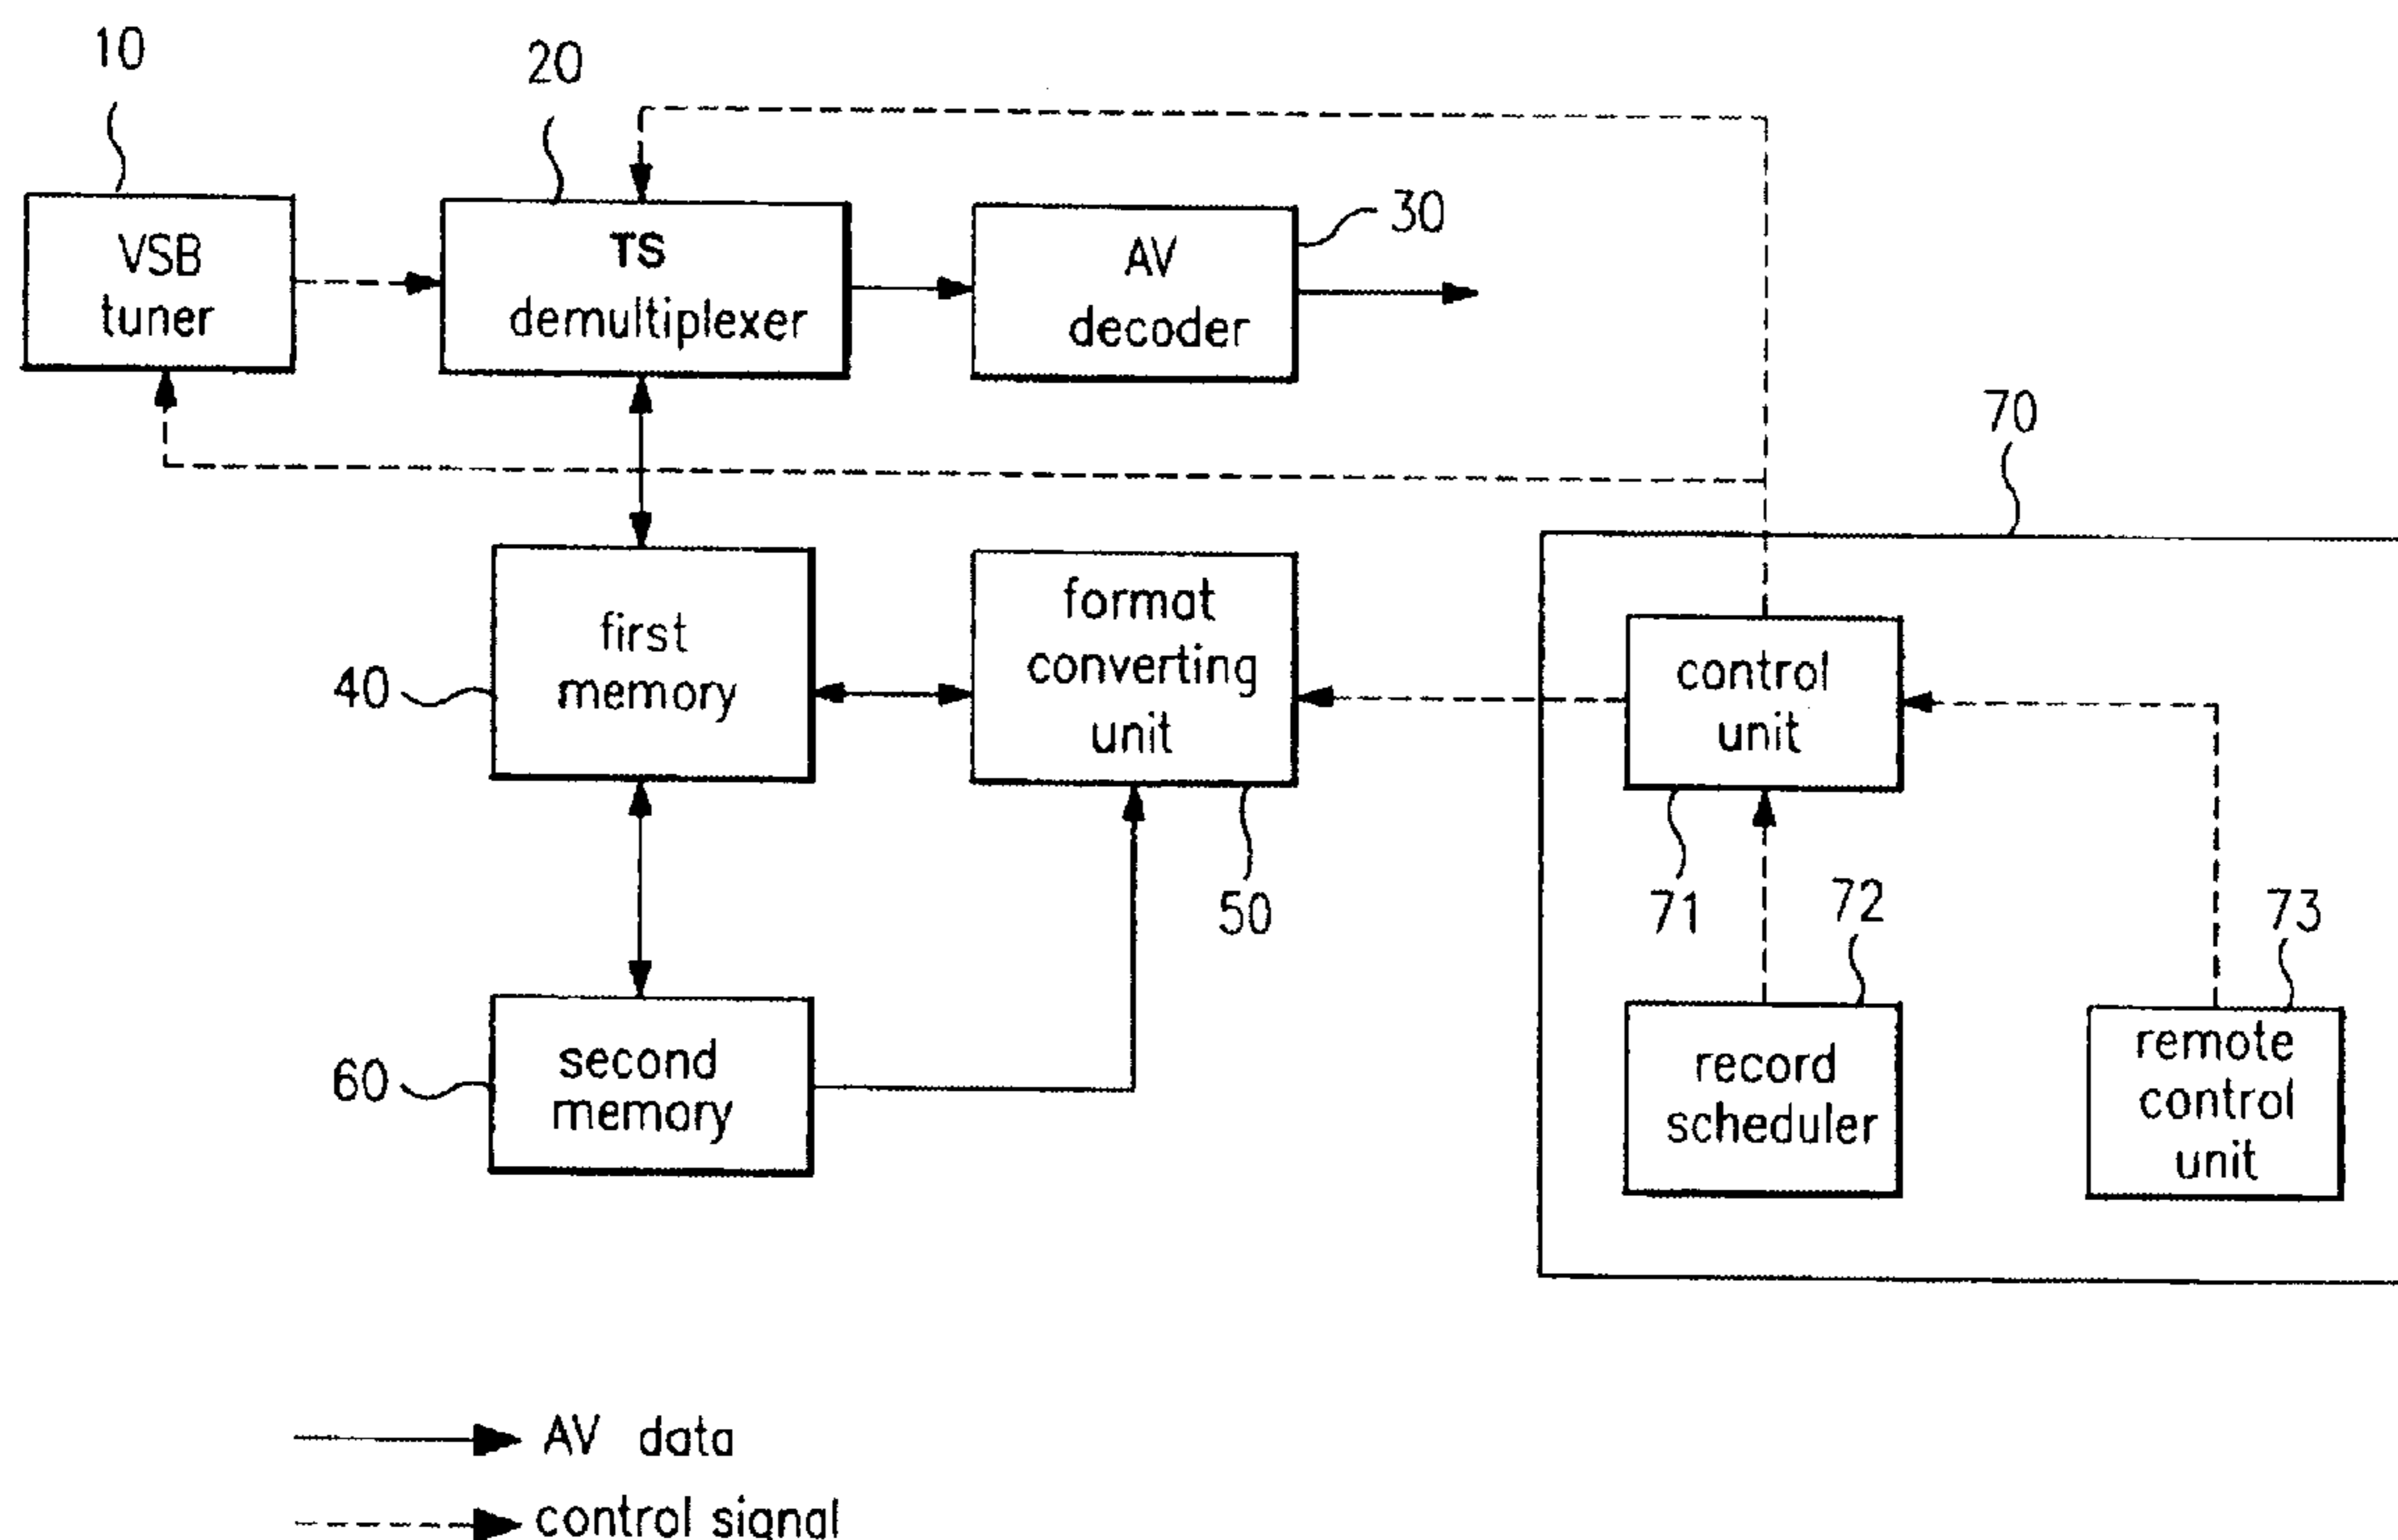 10
20
VSB
tuner
TS
demultiplexer
AV
decoder
30
70
first
memory
40
format
converting
unit
50
control
unit
71
72
73
second
memory
60
record
scheduler
remote
control
unit
AV data
control signal